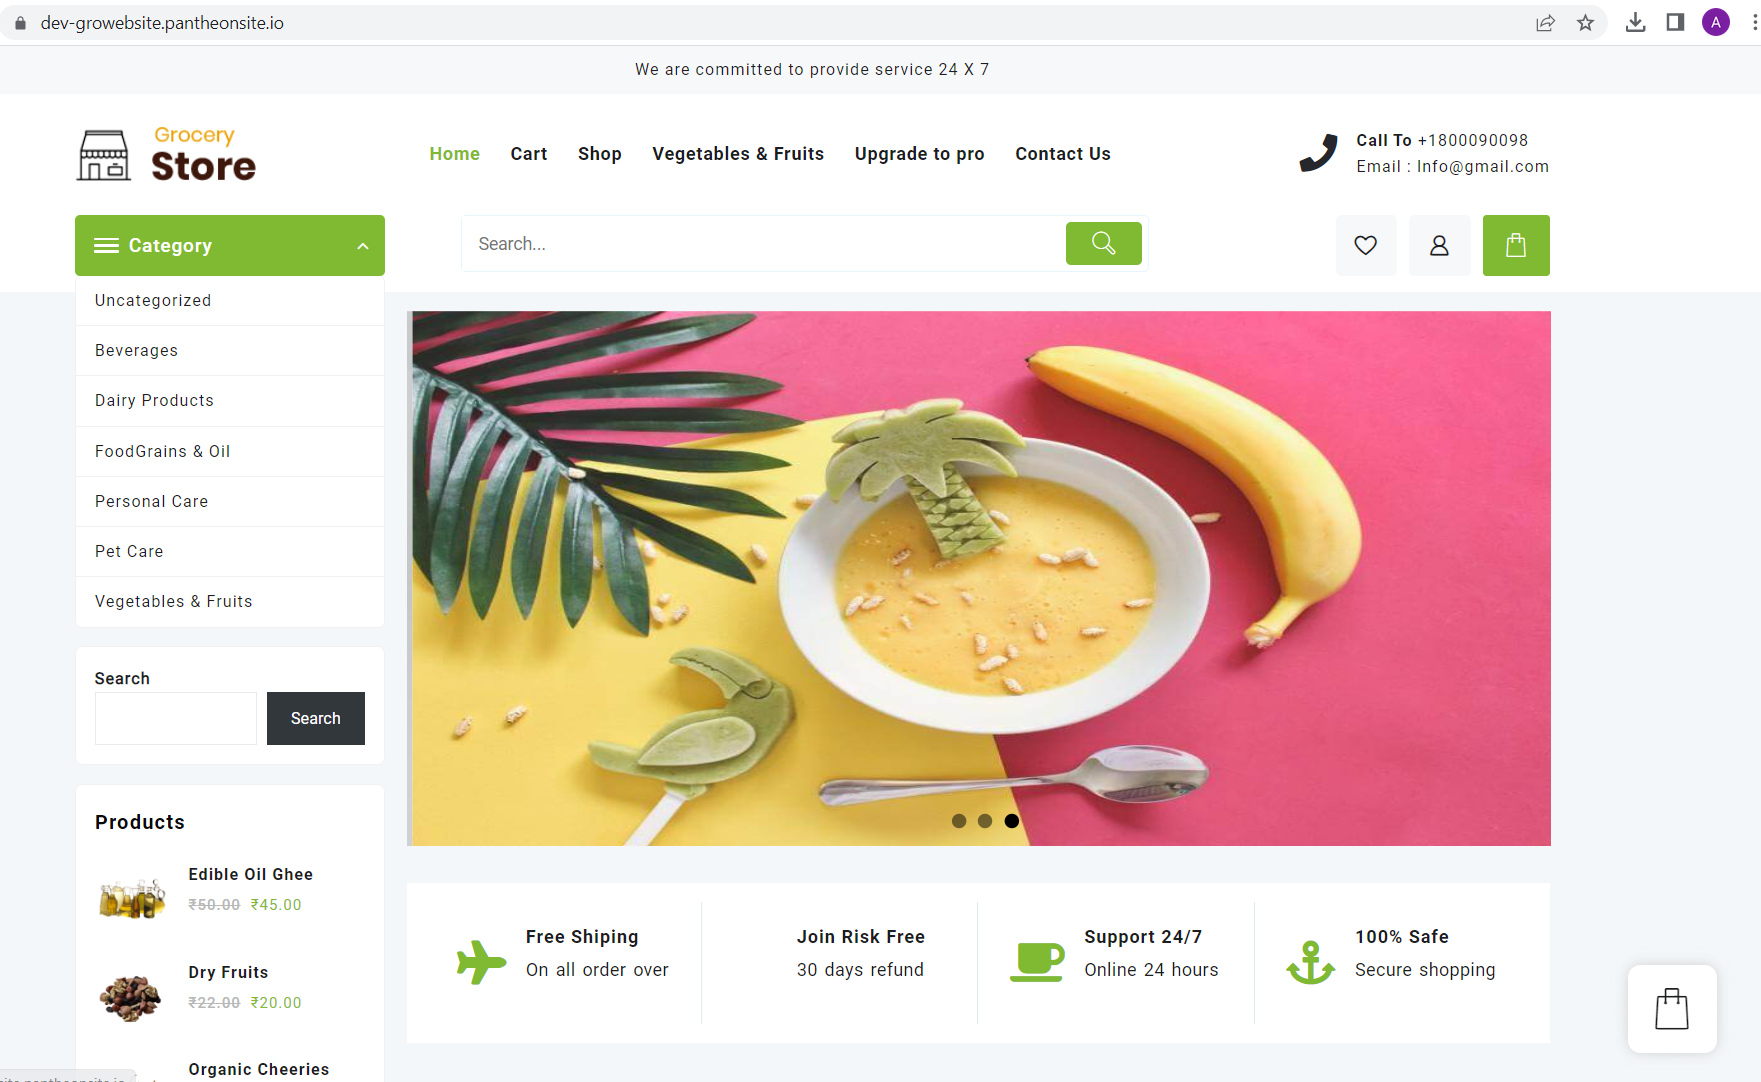 dev-growebsite.pantheonsite.io
A
We are committed to provide service 24 X 7
Grocery
Store
Home Cart Shop Vegetables & Fruits Upgrade to pro Contact Us
Call To +1800090098
Email : Info@gmail.com
Category
Search...
Uncategorized
Beverages
Dairy Products
FoodGrains & Oil
Personal Care
Pet Care
Vegetables & Fruits
Search
Search
Products
Edible Oil Ghee
₹50.00 ₹45.00
Dry Fruits
₹22.00 ₹20.00
Organic Cheeries
Free Shiping
On all order over
Join Risk Free
30 days refund
Support 24/7
Online 24 hours
100% Safe
Secure shopping